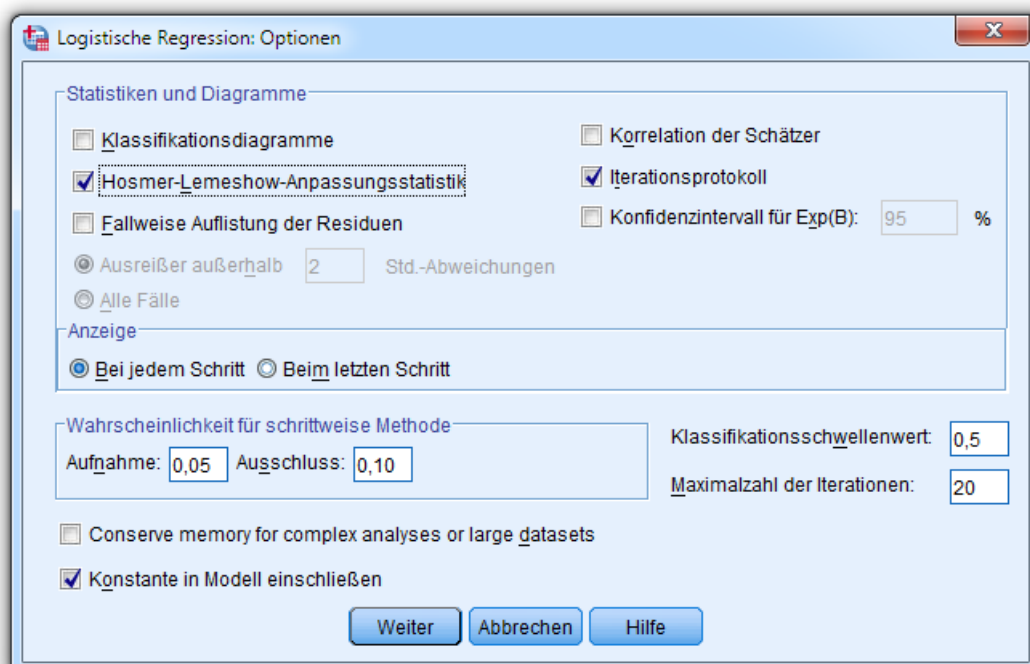 Logistische Regression: Optionen
Statistiken und Diagramme
Klassifikationsdiagramme
Hosmer-Lemeshow-Anpassungsstatistik
Fallweise Auflistung der Residuen
Ausreißer außerhalb 2 Std.-Abweichungen
Alle Fälle
Korrelation der Schätzer
Iterationsprotokoll
Konfidenzintervall für Exp(B): 95 %
Anzeige
Bei jedem Schritt Beim letzten Schritt
Wahrscheinlichkeit für schrittweise Methode
Aufnahme: 0,05 Ausschluss: 0,10
Klassifikationsschwellenwert: 0,5
Maximalzahl der Iterationen: 20
Conserve memory for complex analyses or large datasets
Konstante in Modell einschließen
Weiter Abbrechen Hilfe